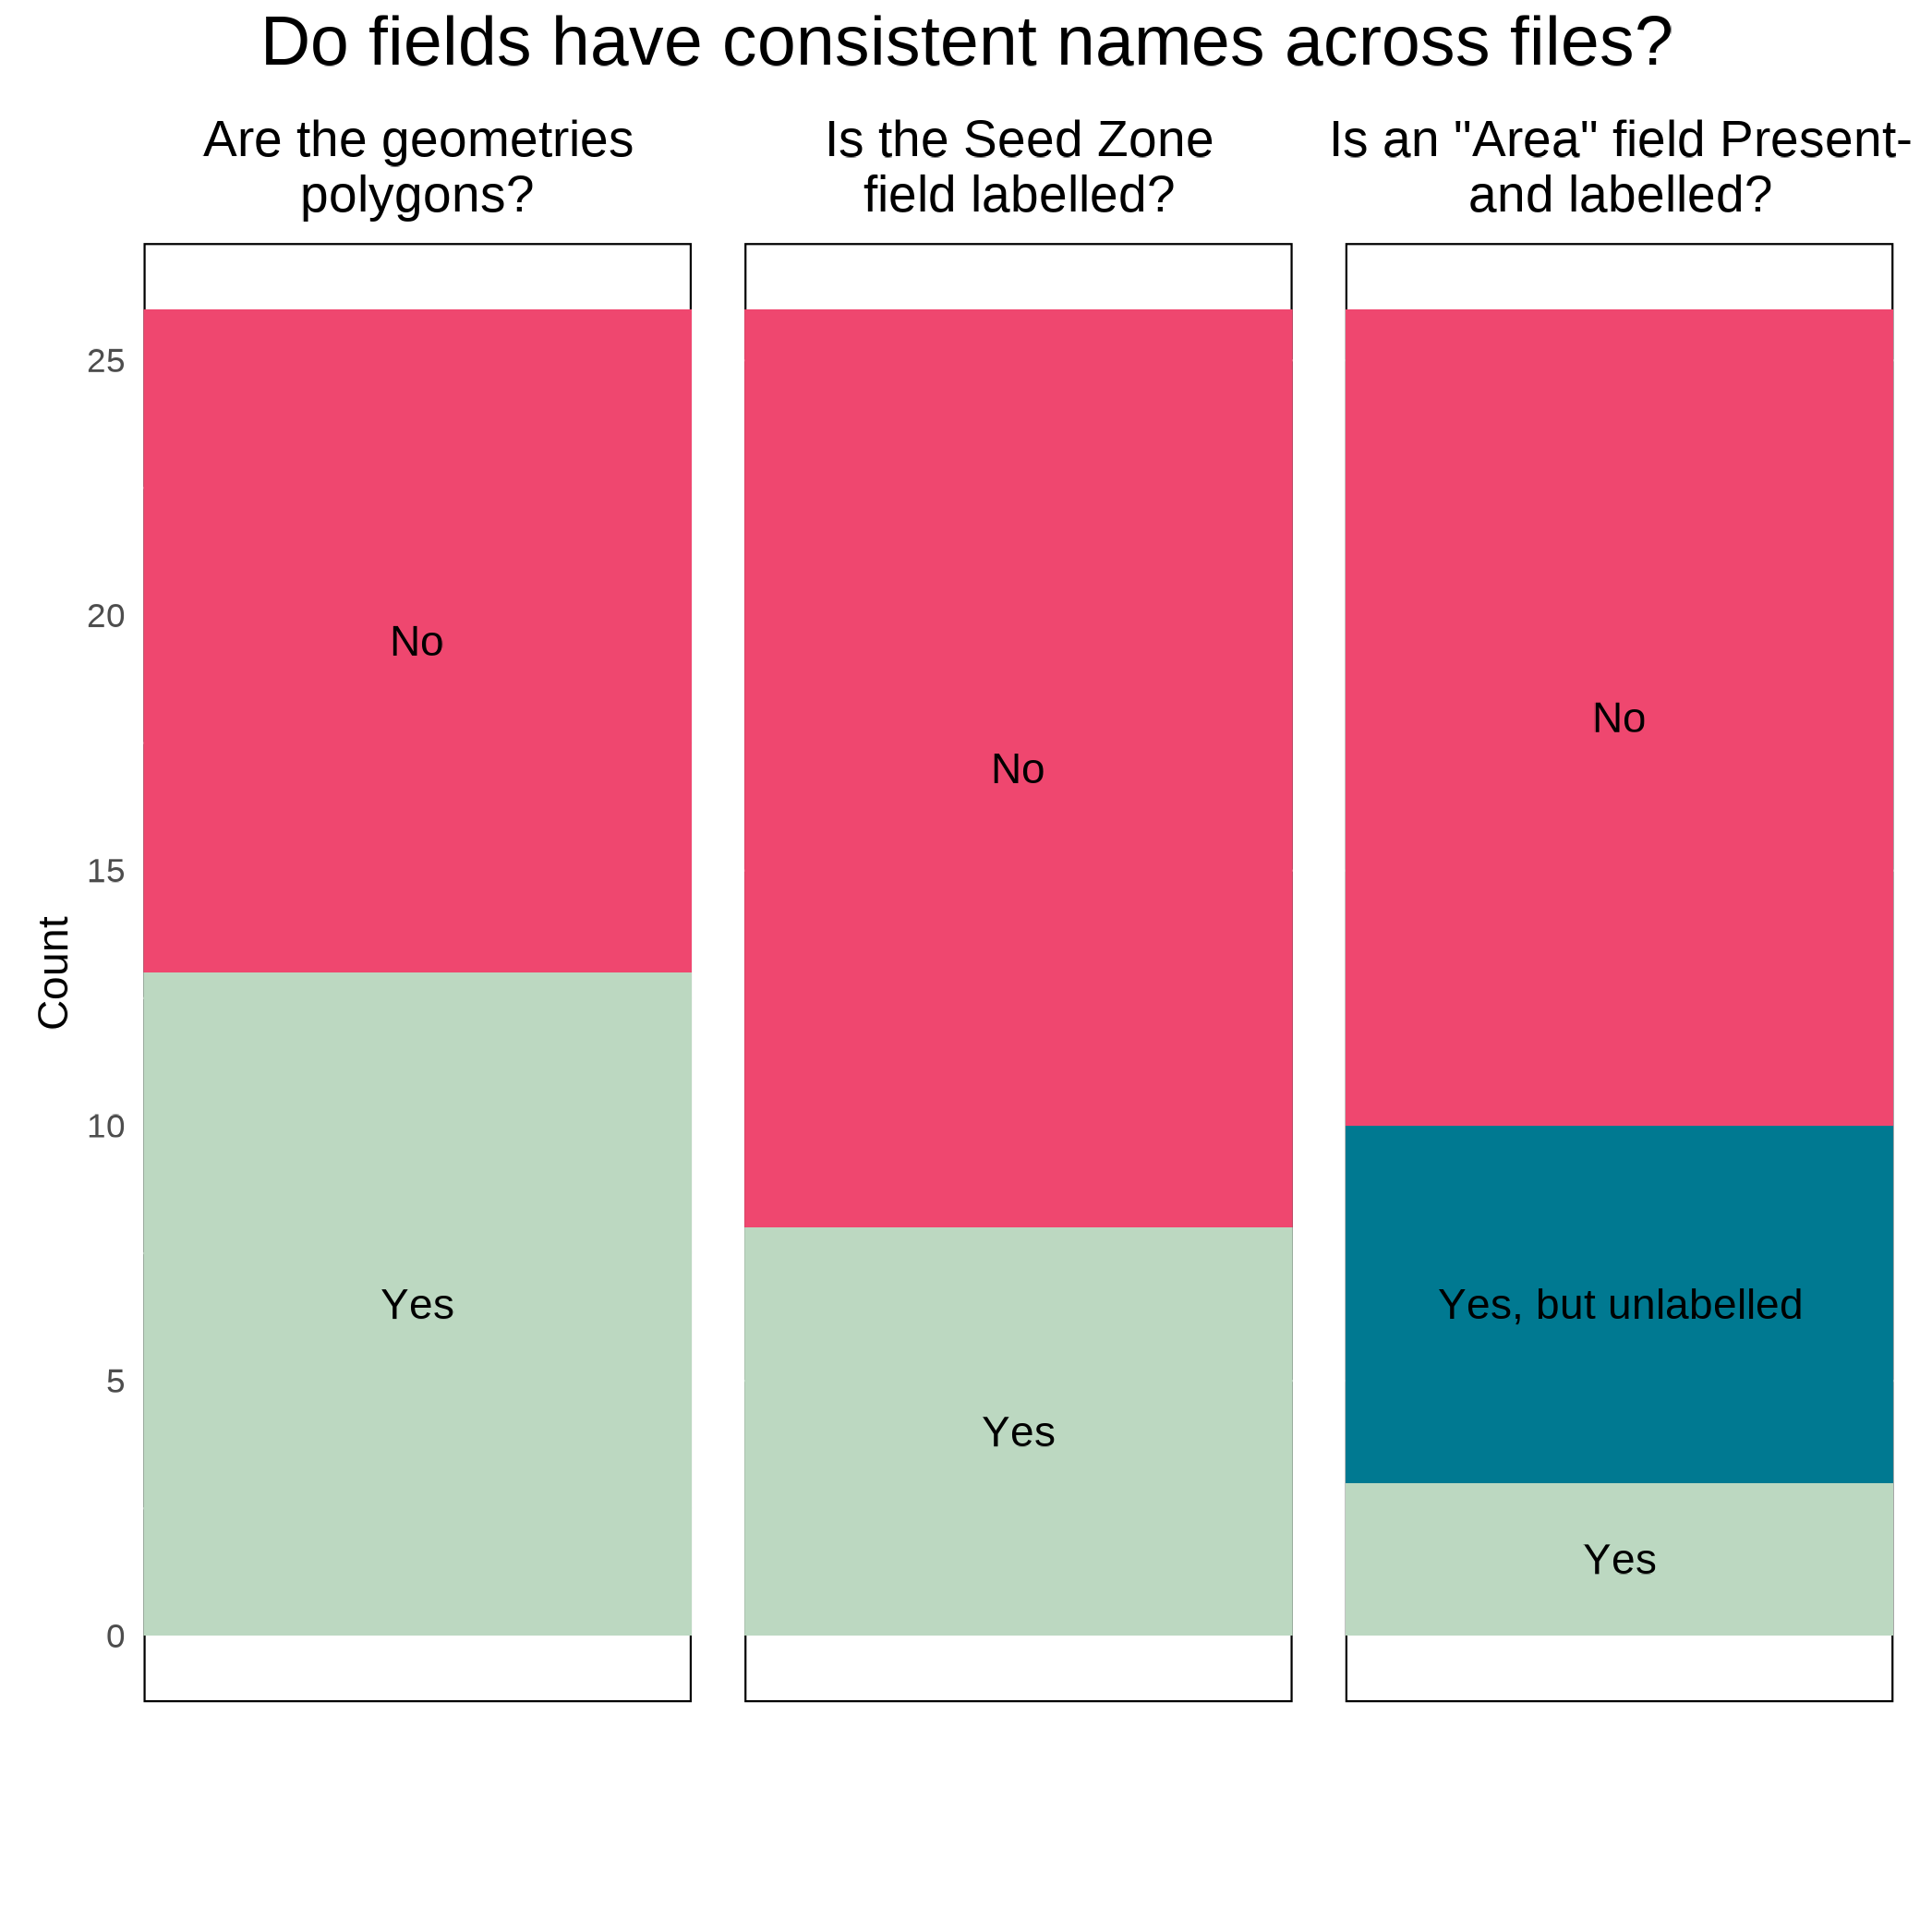 Do fields have consistent names across files?
Are the geometries
polygons?
Is the Seed Zone
field labelled?
Is an "Area" field Present-
and labelled?
Count
25
20
15
10
5
0
No
Yes
No
Yes
No
Yes, but unlabelled
Yes